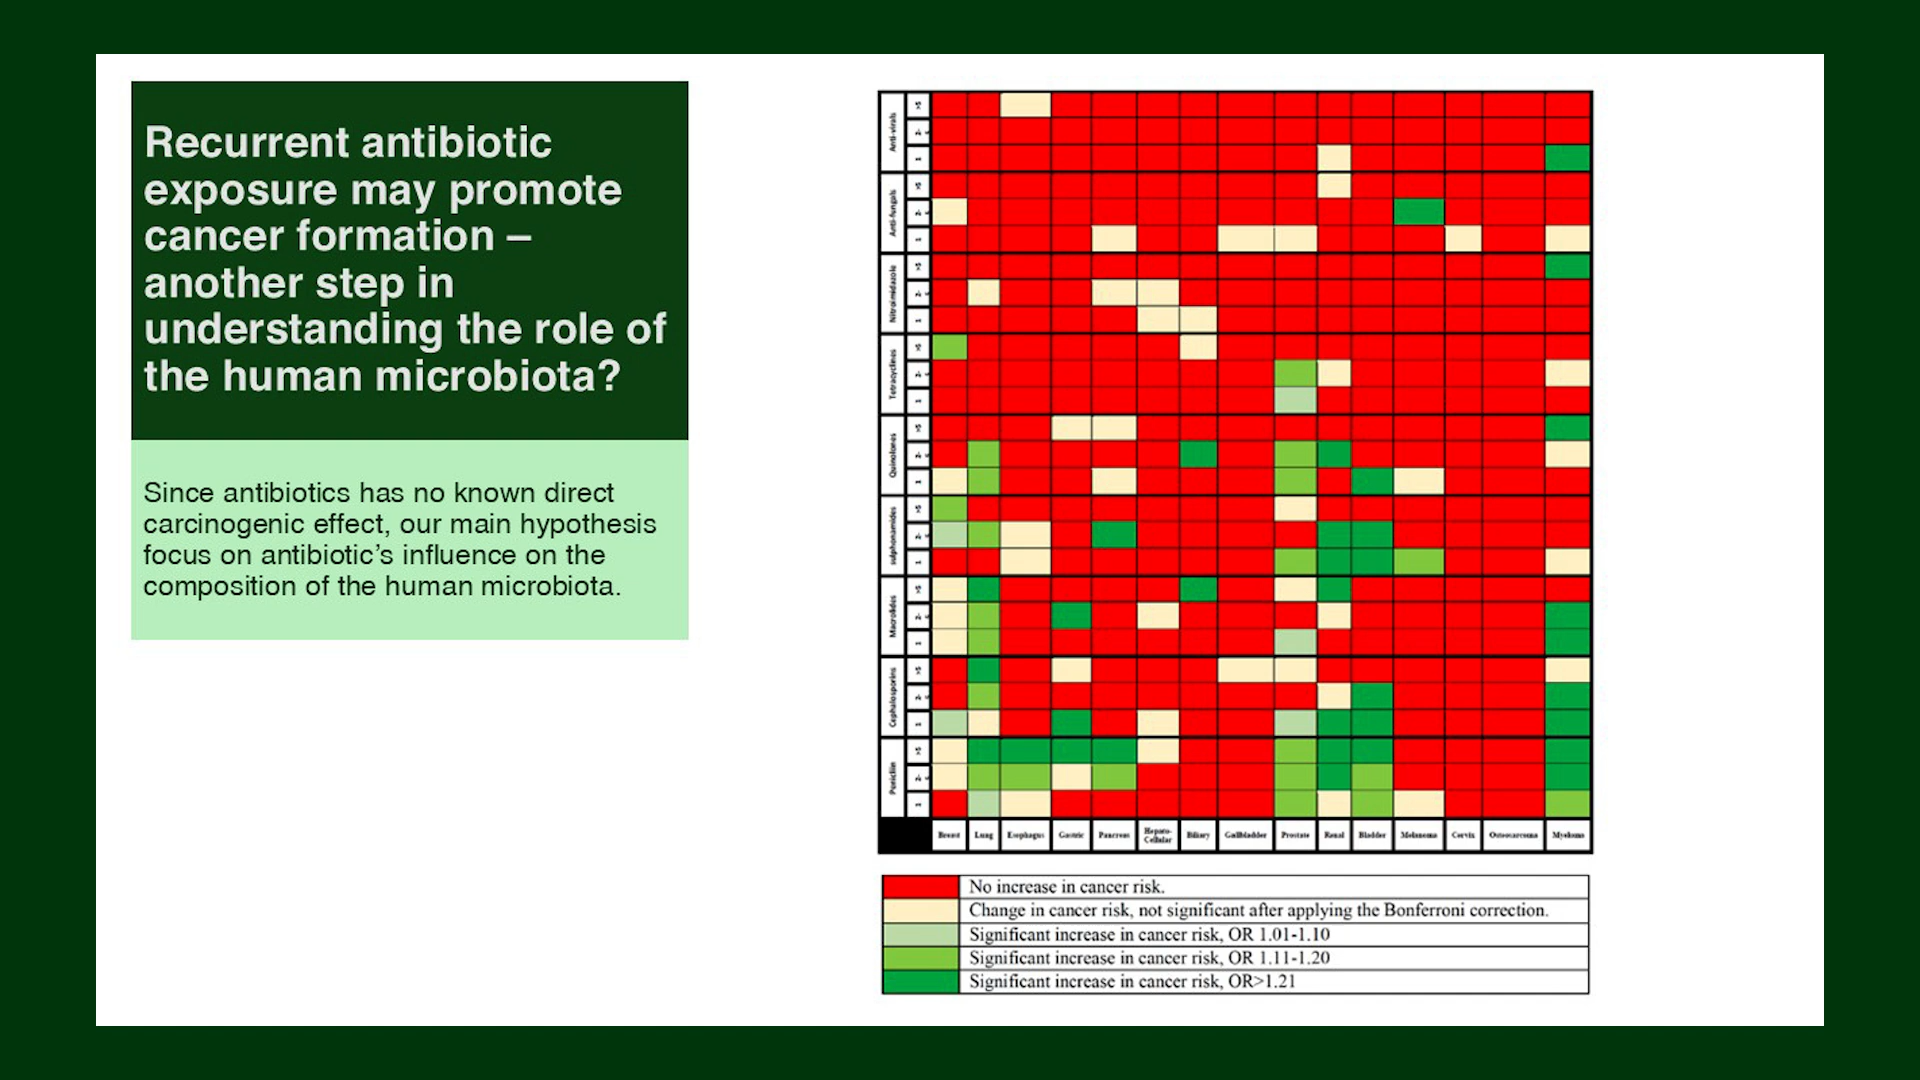 Recurrent antibiotic
exposure may promote
cancer formation –
another step in
understanding the role of
the human microbiota?
Since antibiotics has no known direct
carcinogenic effect, our main hypothesis
focus on antibiotic’s influence on the
composition of the human microbiota.
Anti-virals
Anti-fungals
Nitroimidazole
Tetracyclines
Quinolones
sulphonamides
Macrolides
Cephalosporins
Penicilin
Breast Lung Esophagus Gastric Pancreas Hepato-Cellular Biliary Gallbladder Prostate Renal Bladder Melanoma Cervix Osteosarcoma Myeloma
No increase in cancer risk.
Change in cancer risk, not significant after applying the Bonferroni correction.
Significant increase in cancer risk, OR 1.01-1.10
Significant increase in cancer risk, OR 1.11-1.20
Significant increase in cancer risk, OR>1.21